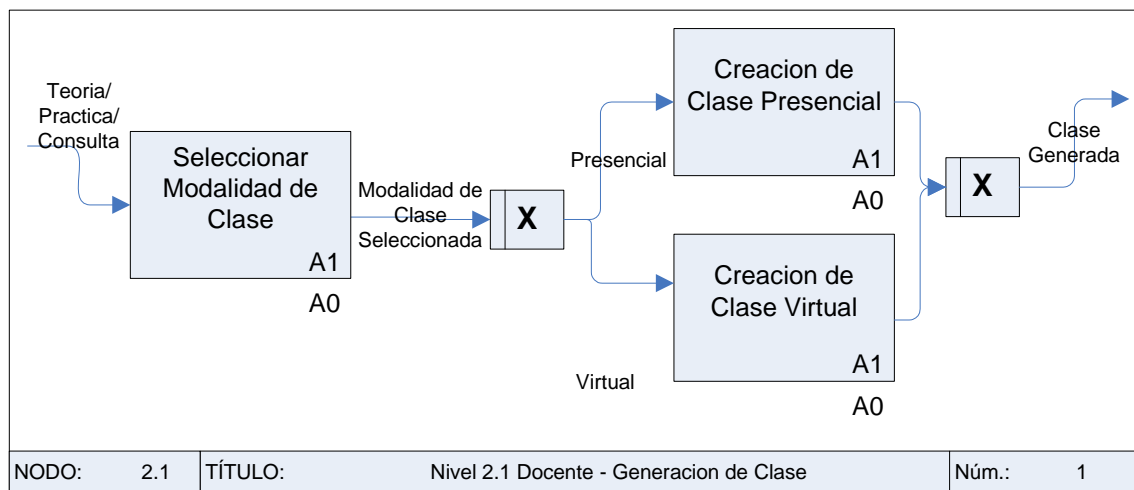 Teoria/
Practica/
Consulta
Seleccionar
Modalidad de
Clase
A1
A0
Modalidad de
Clase
Seleccionada
X
Presencial
Virtual
Creacion de
Clase Presencial
A1
A0
Creacion de
Clase Virtual
A1
A0
X
Clase
Generada
NODO: 2.1 TÍTULO: Nivel 2.1 Docente - Generacion de Clase Núm.: 1